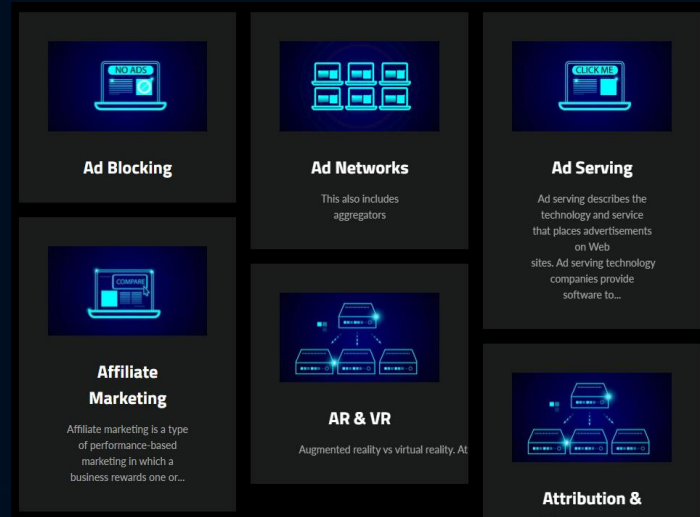 NO ADS
Ad Blocking
Ad Networks
This also includes
aggregators
CLICK ME
Ad Serving
Ad serving describes the
technology and service
that places advertisements
on Web
sites. Ad serving technology
companies provide
software to...
COMPARE
Affiliate
Marketing
Affiliate marketing is a type
of performance-based
marketing in which a
business rewards one or...
AR & VR
Augmented reality vs virtual reality. At
Attribution &